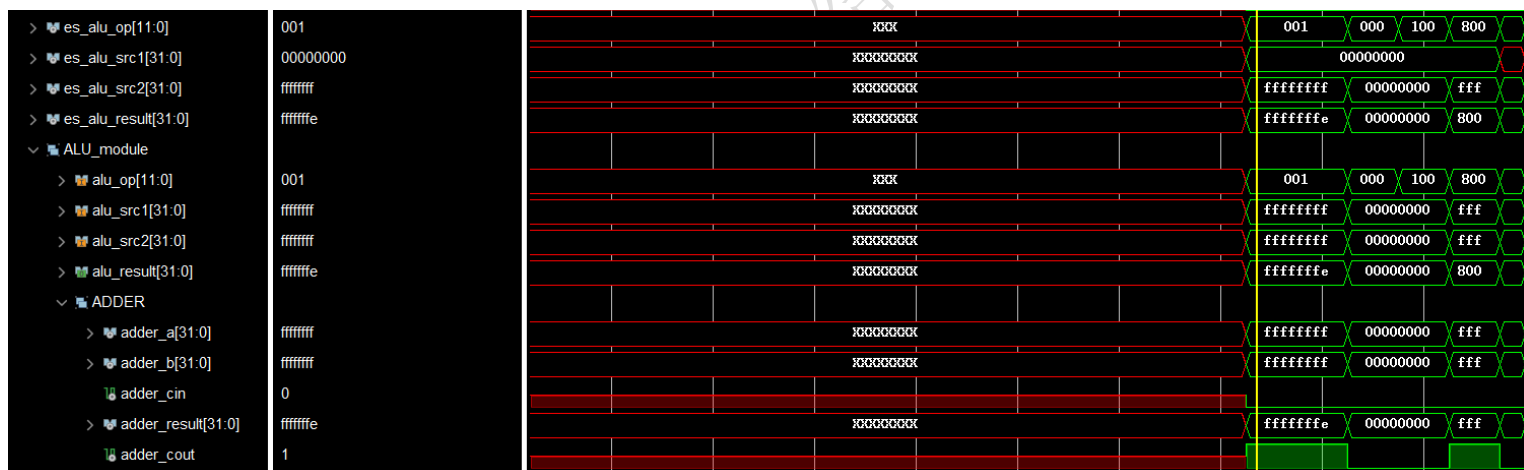 es_alu_op[11:0] 001 XXX 001 000 100 800
es_alu_src1[31:0] 00000000 XXXXXXXX 00000000
es_alu_src2[31:0] ffffffff XXXXXXXX ffffffff 00000000 fff
es_alu_result[31:0] fffffffe XXXXXXXX fffffffe 00000000 800
ALU_module
alu_op[11:0] 001 XXX 001 000 100 800
alu_src1[31:0] ffffffff XXXXXXXX ffffffff 00000000 fff
alu_src2[31:0] ffffffff XXXXXXXX ffffffff 00000000 fff
alu_result[31:0] fffffffe XXXXXXXX fffffffe 00000000 800
ADDER
adder_a[31:0] ffffffff XXXXXXXX ffffffff 00000000 fff
adder_b[31:0] ffffffff XXXXXXXX ffffffff 00000000 fff
adder_cin 0
adder_result[31:0] fffffffe XXXXXXXX fffffffe 00000000 fff
adder_cout 1